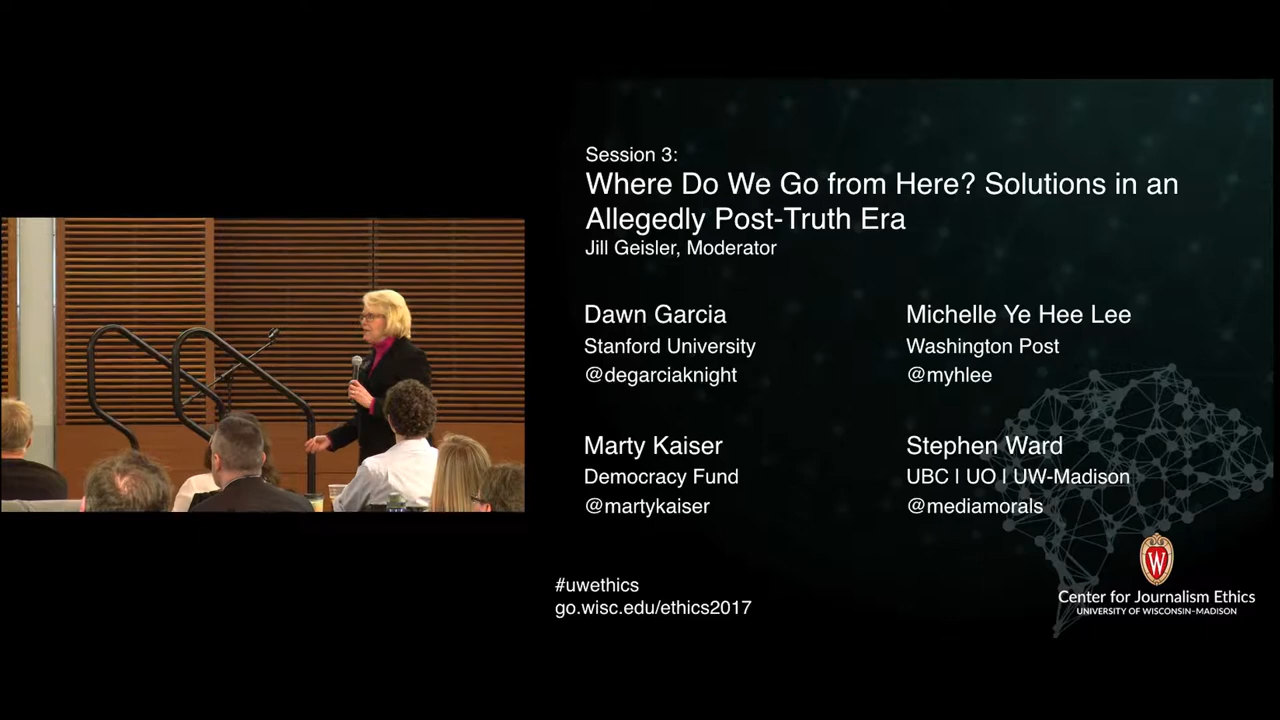 Session 3:
Where Do We Go from Here? Solutions in an
Allegedly Post-Truth Era
Jill Geisler, Moderator
Dawn Garcia
Stanford University
@degarciaknight
Michelle Ye Hee Lee
Washington Post
@myhlee
Marty Kaiser
Democracy Fund
@martykaiser
Stephen Ward
UBC | UO | UW-Madison
@mediamorals
#uwethics
go.wisc.edu/ethics2017
W
Center for Journalism Ethics
UNIVERSITY OF WISCONSIN-MADISON